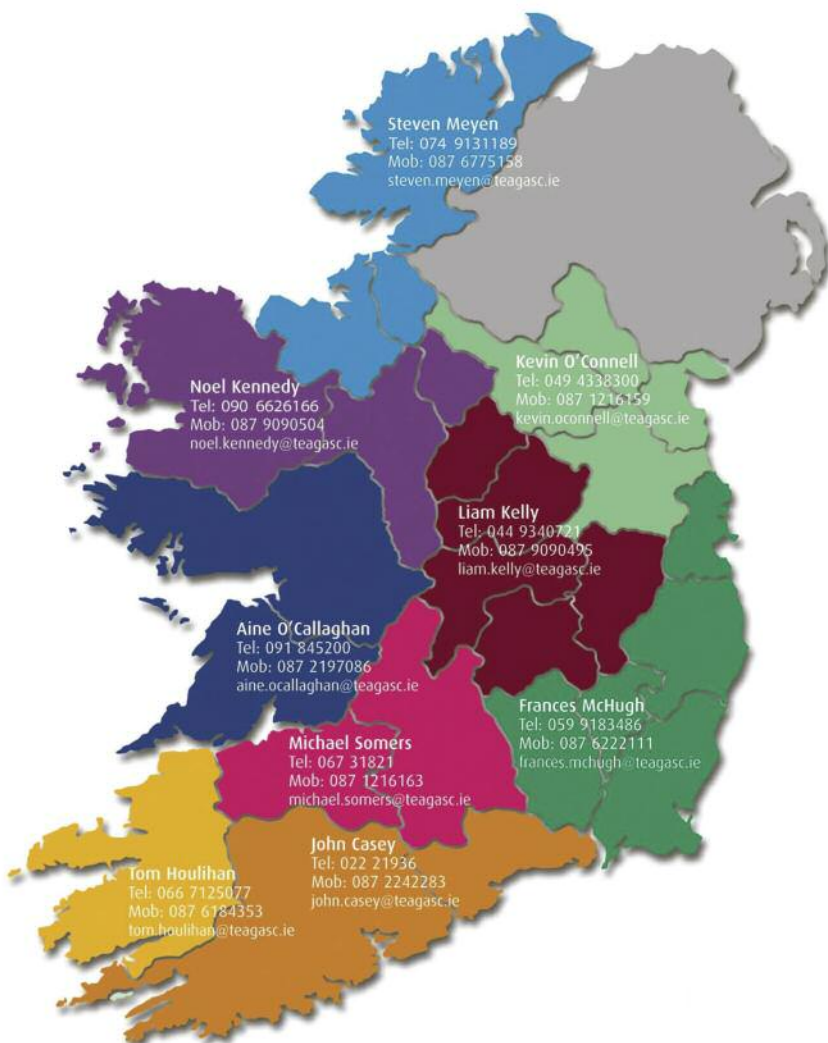 Steven Meyen
Tel: 074 9131189
Mob: 087 6775158
steven.meyen@teagasc.ie
Kevin O'Connell
Tel: 049 4338300
Mob: 087 1216159
kevin.oconnell@teagasc.ie
Noel Kennedy
Tel: 090 6626166
Mob: 087 9090504
noel.kennedy@teagasc.ie
Liam Kelly
Tel: 044 9340721
Mob: 087 9090495
liam.kelly@teagasc.ie
Aine O'Callaghan
Tel: 091 845200
Mob: 087 2197086
aine.ocallaghan@teagasc.ie
Frances McHugh
Tel: 059 9183486
Mob: 087 6222111
frances.mchugh@teagasc.ie
Michael Somers
Tel: 067 31821
Mob: 087 1216163
michael.somers@teagasc.ie
John Casey
Tel: 022 21936
Mob: 087 2242283
john.casey@teagasc.ie
Tom Houlihan
Tel: 066 7125077
Mob: 087 6184353
tom.houlihan@teagasc.ie